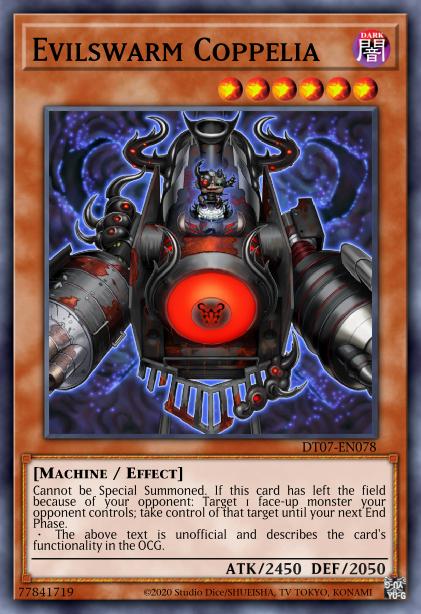 EVILSWARM COPPELIA
DARK
闇
DT07-EN078
[MACHINE / EFFECT]
Cannot be Special Summoned. If this card has left the field
because of your opponent: Target 1 face-up monster your
opponent controls; take control of that target until your next End
Phase.
· The above text is unofficial and describes the card's
functionality in the OCG.
ATK/2450 DEF/2050
77841719
©2020 Studio Dice/SHUEISHA, TV TOKYO, KONAMI